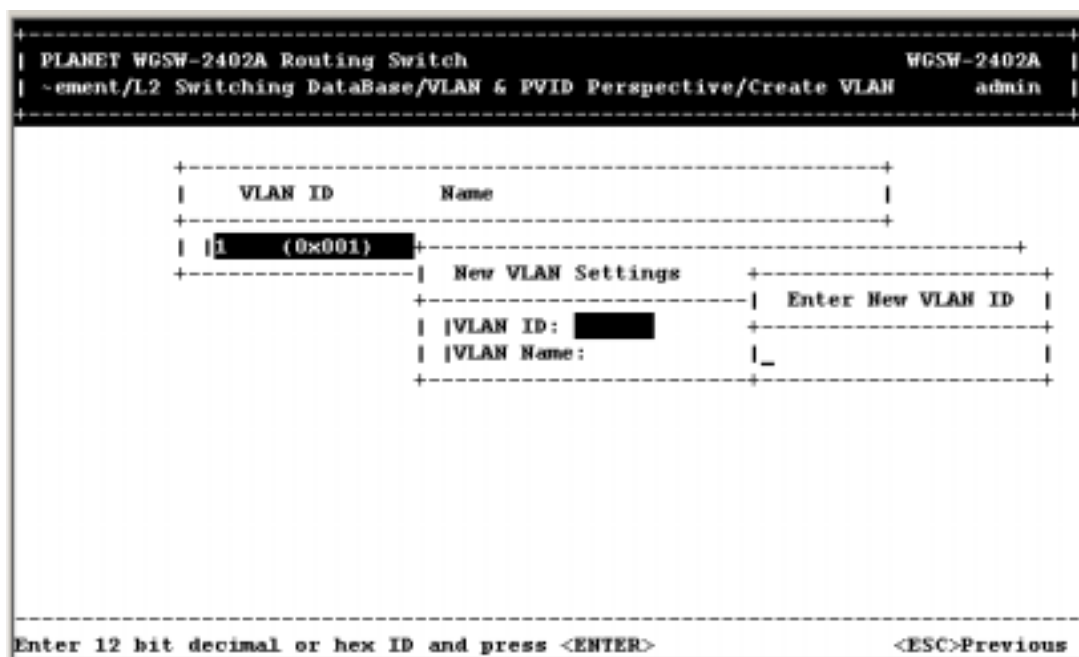 PLANET WGSW-2402A Routing Switch WGSW-2402A
~ement/L2 Switching DataBase/VLAN & PVID Perspective/Create VLAN admin
VLAN ID Name
1 (0x001)
New VLAN Settings
Enter New VLAN ID
VLAN ID:
VLAN Name:
_
Enter 12 bit decimal or hex ID and press <ENTER> <ESC>Previous